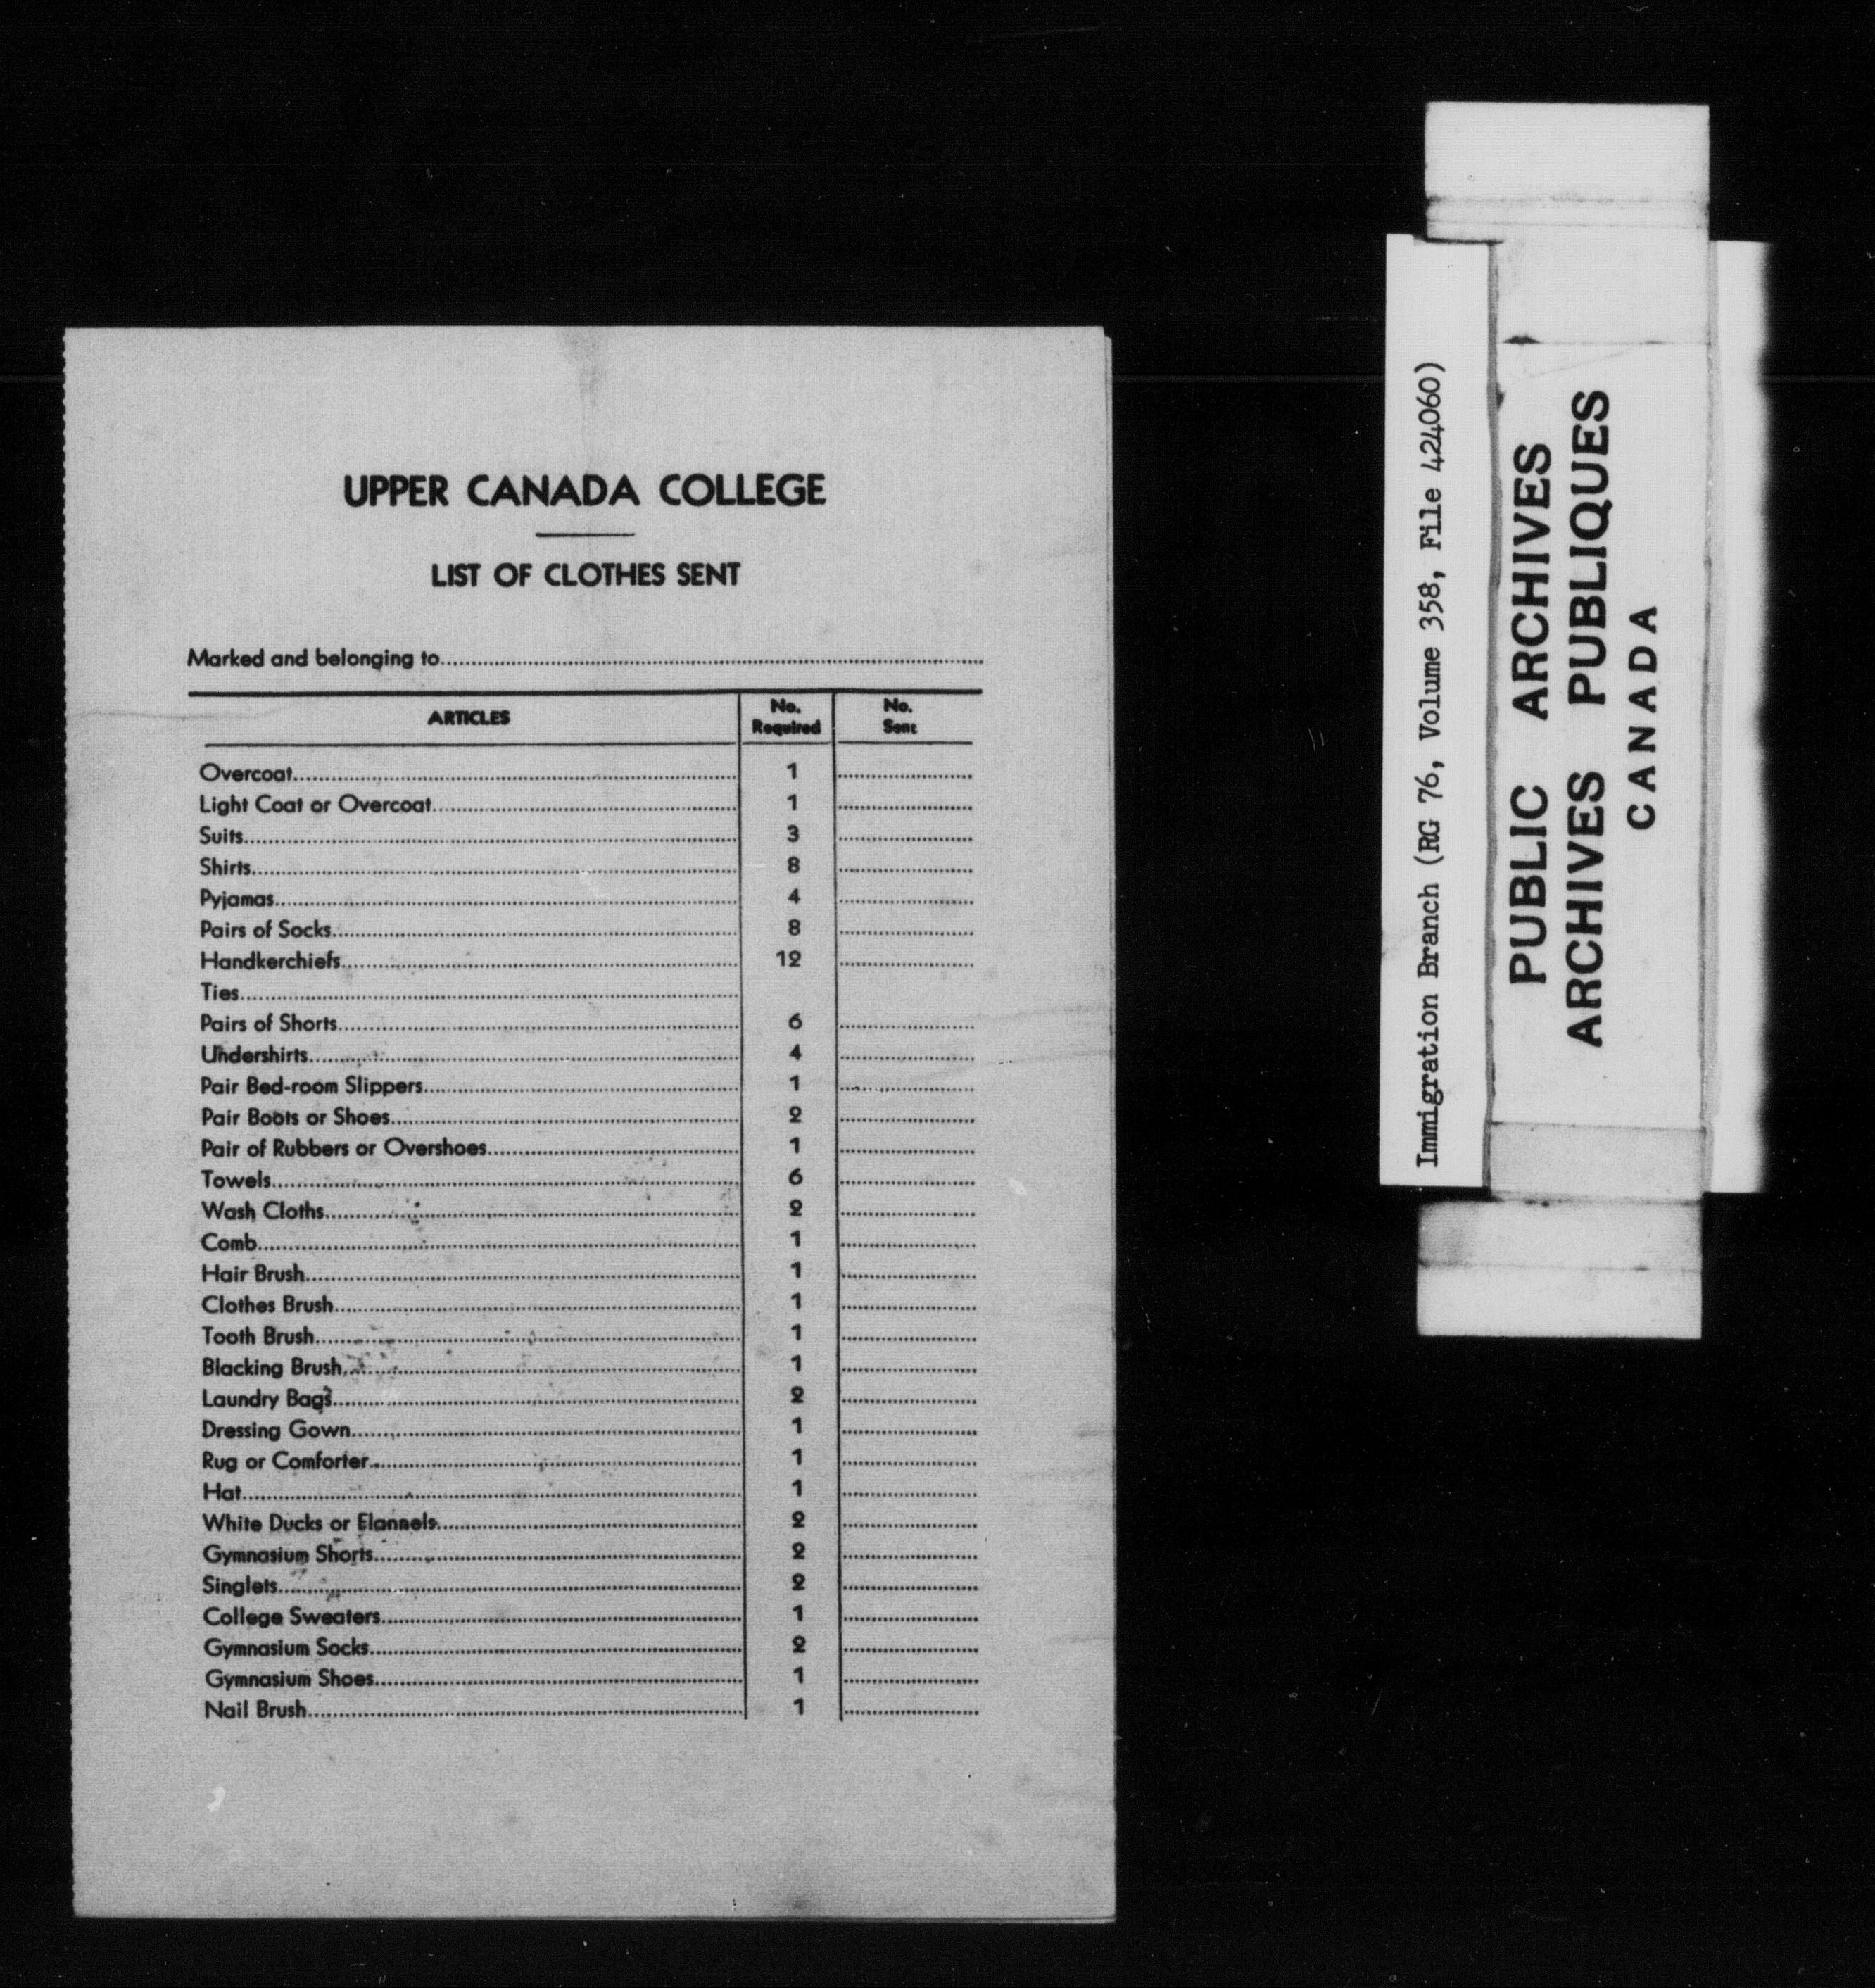 UPPER CANADA COLLEGE
LIST OF CLOTHES SENT
Marked and belonging to
ARTICLES No. Required No. Sent
Overcoat 1
Light Coat or Overcoat 1
Suits 3
Shirts 8
Pyjamas 4
Pairs of Socks 8
Handkerchiefs 12
Ties
Pairs of Shorts 6
Undershirts 4
Pair Bed-room Slippers 1
Pair Boots or Shoes 2
Pair of Rubbers or Overshoes 1
Towels 6
Wash Cloths 2
Comb 1
Hair Brush 1
Clothes Brush 1
Tooth Brush 1
Blacking Brush 1
Laundry Bags 2
Dressing Gown 1
Rug or Comforter 1
Hat 1
White Ducks or Flannels 2
Gymnasium Shorts 2
Singlets 2
College Sweaters 1
Gymnasium Socks 2
Gymnasium Shoes 1
Nail Brush 1
Immigration Branch (RG 76, Volume 358, File 424060)
PUBLIC ARCHIVES
ARCHIVES PUBLIQUES
CANADA